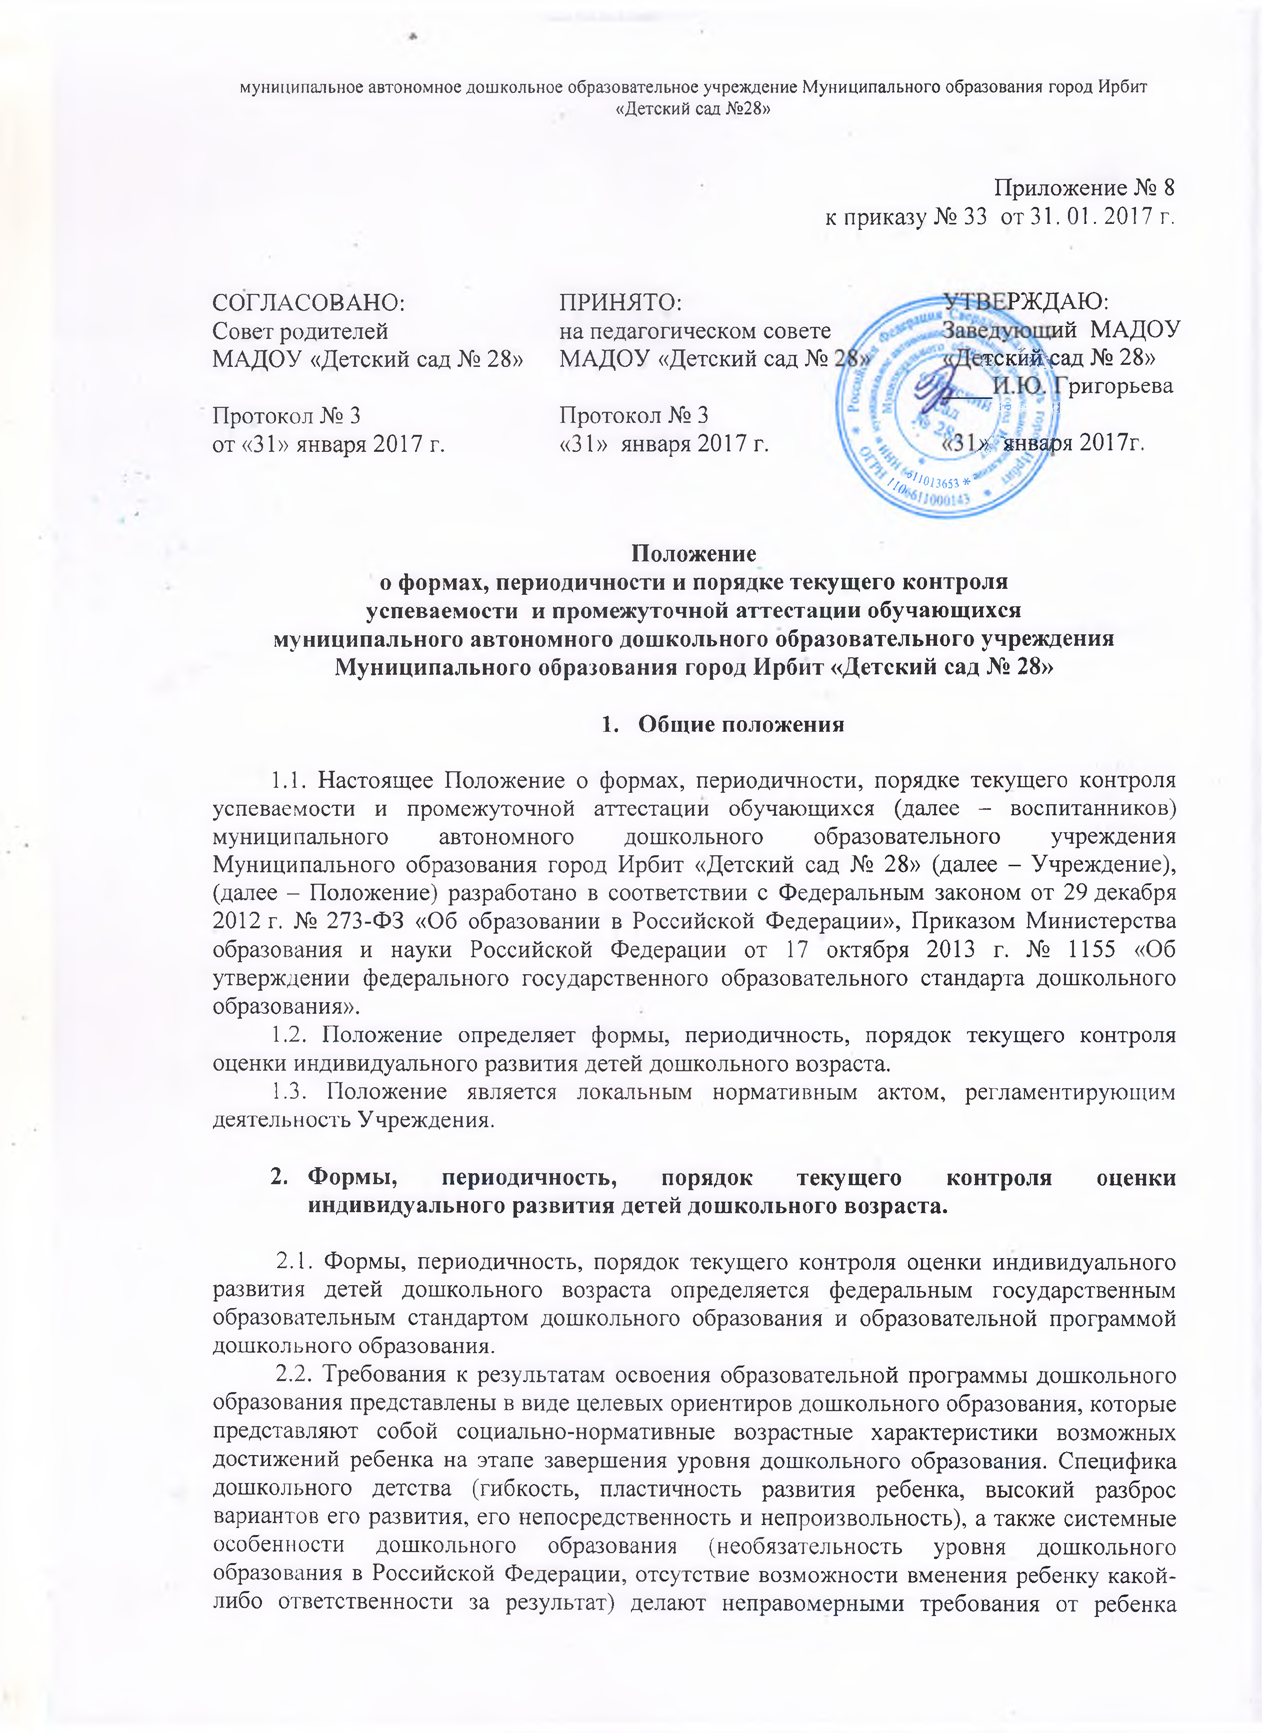 муниципальное автономное дошкольное образовательное учреждение Муниципального образования город Ирбит
«Детский сад №28»
Приложение № 8
к приказу № 33 от 31. 01. 2017 г.
СОГЛАСОВАНО:
Совет родителей
МАДОУ «Детский сад № 28»
Протокол № 3
от «31» января 2017 г.
ПРИНЯТО:
на педагогическом совете
МАДОУ «Детский сад № 28»
Протокол № 3
«31» января 2017 г.
УТВЕРЖДАЮ:
Заведующий МАДОУ
«Детский сад № 28»
____И.Ю. Григорьева
«31» января 2017г.
Российская Федерация Свердловская область город Ирбит
ОГРН 1106611000143
ИНН 6611013653
Детский
сад
№ 28
Положение
о формах, периодичности и порядке текущего контроля
успеваемости и промежуточной аттестации обучающихся
муниципального автономного дошкольного образовательного учреждения
Муниципального образования город Ирбит «Детский сад № 28»
1. Общие положения
1.1. Настоящее Положение о формах, периодичности, порядке текущего контроля
успеваемости и промежуточной аттестации обучающихся (далее – воспитанников)
муниципального автономного дошкольного образовательного учреждения
Муниципального образования город Ирбит «Детский сад № 28» (далее – Учреждение),
(далее – Положение) разработано в соответствии с Федеральным законом от 29 декабря
2012 г. № 273-ФЗ «Об образовании в Российской Федерации», Приказом Министерства
образования и науки Российской Федерации от 17 октября 2013 г. № 1155 «Об
утверждении федерального государственного образовательного стандарта дошкольного
образования».
1.2. Положение определяет формы, периодичность, порядок текущего контроля
оценки индивидуального развития детей дошкольного возраста.
1.3. Положение является локальным нормативным актом, регламентирующим
деятельность Учреждения.
2. Формы, периодичность, порядок текущего контроля оценки
индивидуального развития детей дошкольного возраста.
2.1. Формы, периодичность, порядок текущего контроля оценки индивидуального
развития детей дошкольного возраста определяется федеральным государственным
образовательным стандартом дошкольного образования и образовательной программой
дошкольного образования.
2.2. Требования к результатам освоения образовательной программы дошкольного
образования представлены в виде целевых ориентиров дошкольного образования, которые
представляют собой социально-нормативные возрастные характеристики возможных
достижений ребенка на этапе завершения уровня дошкольного образования. Специфика
дошкольного детства (гибкость, пластичность развития ребенка, высокий разброс
вариантов его развития, его непосредственность и непроизвольность), а также системные
особенности дошкольного образования (необязательность уровня дошкольного
образования в Российской Федерации, отсутствие возможности вменения ребенку какой-
либо ответственности за результат) делают неправомерными требования от ребенка